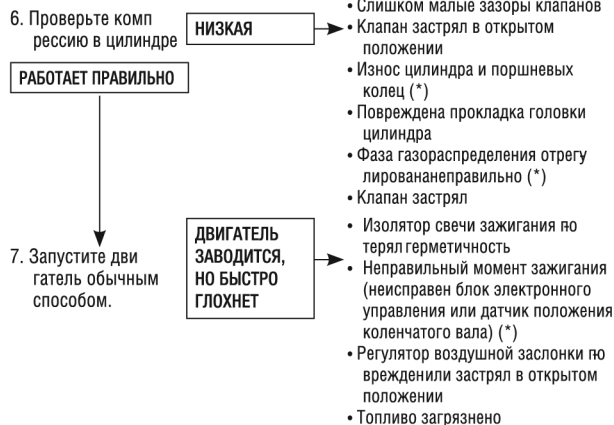 • Слишком малые зазоры клапанов
6. Проверьте комп
рессию в цилиндре
НИЗКАЯ
• Клапан застрял в открытом
положении
• Износ цилиндра и поршневых
колец (*)
РАБОТАЕТ ПРАВИЛЬНО
• Повреждена прокладка головки
цилиндра
• Фаза газораспределения отрегу
лировананеправильно (*)
• Клапан застрял
7. Запустите дви
гатель обычным
способом.
ДВИГАТЕЛЬ
ЗАВОДИТСЯ,
НО БЫСТРО
ГЛОХНЕТ
• Изолятор свечи зажигания по
терял герметичность
• Неправильный момент зажигания
(неисправен блок электронного
управления или датчик положения
коленчатого вала) (*)
• Регулятор воздушной заслонки по
врежденили застрял в открытом
положении
• Топливо загрязнено